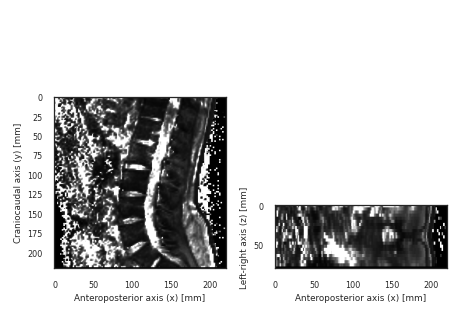 0
25
50
75
100
125
150
175
200
Craniocaudal axis (y) [mm]
0 50 100 150 200
Anteroposterior axis (x) [mm]
0
50
Left-right axis (z) [mm]
0 50 100 150 200
Anteroposterior axis (x) [mm]